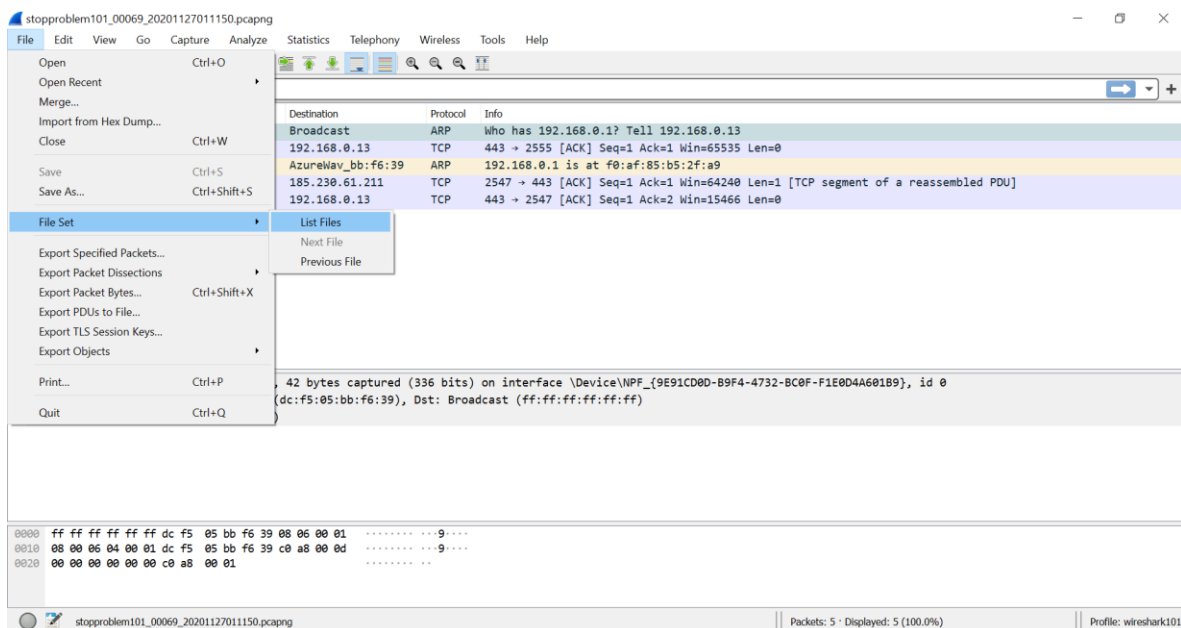 stopproblem101_00069_20201127011150.pcapng
File Edit View Go Capture Analyze Statistics Telephony Wireless Tools Help
Open Ctrl+O
Open Recent
Merge...
Import from Hex Dump...
Close Ctrl+W
Save Ctrl+S
Save As... Ctrl+Shift+S
File Set
List Files
Next File
Previous File
Export Specified Packets...
Export Packet Dissections
Export Packet Bytes... Ctrl+Shift+X
Export PDUs to File...
Export TLS Session Keys...
Export Objects
Print... Ctrl+P
Quit Ctrl+Q
Destination Protocol Info
Broadcast ARP Who has 192.168.0.1? Tell 192.168.0.13
192.168.0.13 TCP 443 → 2555 [ACK] Seq=1 Ack=1 Win=65535 Len=0
AzureWav_bb:f6:39 ARP 192.168.0.1 is at f0:af:85:b5:2f:a9
185.230.61.211 TCP 2547 → 443 [ACK] Seq=1 Ack=1 Win=64240 Len=1 [TCP segment of a reassembled PDU]
192.168.0.13 TCP 443 → 2547 [ACK] Seq=1 Ack=2 Win=15466 Len=0
, 42 bytes captured (336 bits) on interface \Device\NPF_{9E91CD0D-B9F4-4732-BC0F-F1E0D4A601B9}, id 0
(dc:f5:05:bb:f6:39), Dst: Broadcast (ff:ff:ff:ff:ff:ff)
)
0000 ff ff ff ff ff ff dc f5 05 bb f6 39 08 06 00 01 ········ ···9····
0010 08 00 06 04 00 01 dc f5 05 bb f6 39 c0 a8 00 0d ········ ···9····
0020 00 00 00 00 00 00 c0 a8 00 01 ········ ··
stopproblem101_00069_20201127011150.pcapng
Packets: 5 · Displayed: 5 (100.0%)
Profile: wireshark101